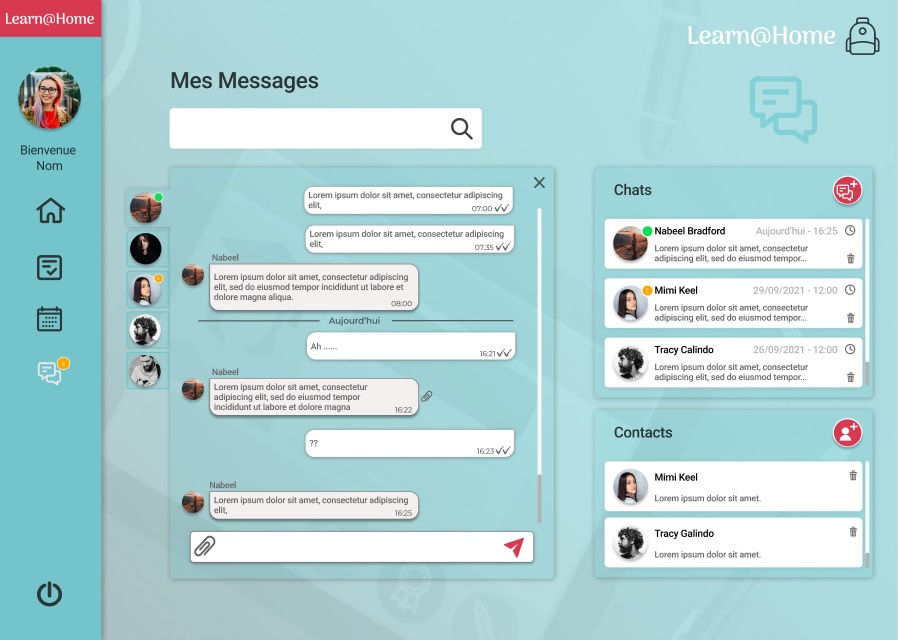 Learn@Home
Learn@Home
Bienvenue
Nom
Mes Messages
Lorem ipsum dolor sit amet, consectetur adipiscing
elit,
07:00
Lorem ipsum dolor sit amet, consectetur adipiscing
elit,
07:35
Nabeel
Lorem ipsum dolor sit amet, consectetur adipiscing
elit, sed do eiusmod tempor incididunt ut labore et
dolore magna aliqua.
08:00
Aujourd'hui
Ah ......
16:21
Nabeel
Lorem ipsum dolor sit amet, consectetur
adipiscing elit, sed do eiusmod tempor
incididunt ut labore et dolore magna
16:22
??
16:23
Nabeel
Lorem ipsum dolor sit amet, consectetur adipiscing
elit,
16:25
Chats
Nabeel Bradford Aujourd'hui - 16:25
Lorem ipsum dolor sit amet, consectetur
adipiscing elit, sed do eiusmod tempor...
Mimi Keel 29/09/2021 - 12:00
Lorem ipsum dolor sit amet, consectetur
adipiscing elit, sed do eiusmod tempor...
Tracy Calindo 26/09/2021 - 12:00
Lorem ipsum dolor sit amet, consectetur
adipiscing elit, sed do eiusmod tempor...
Contacts
Mimi Keel
Lorem ipsum dolor sit amet.
Tracy Galindo
Lorem ipsum dolor sit amet.